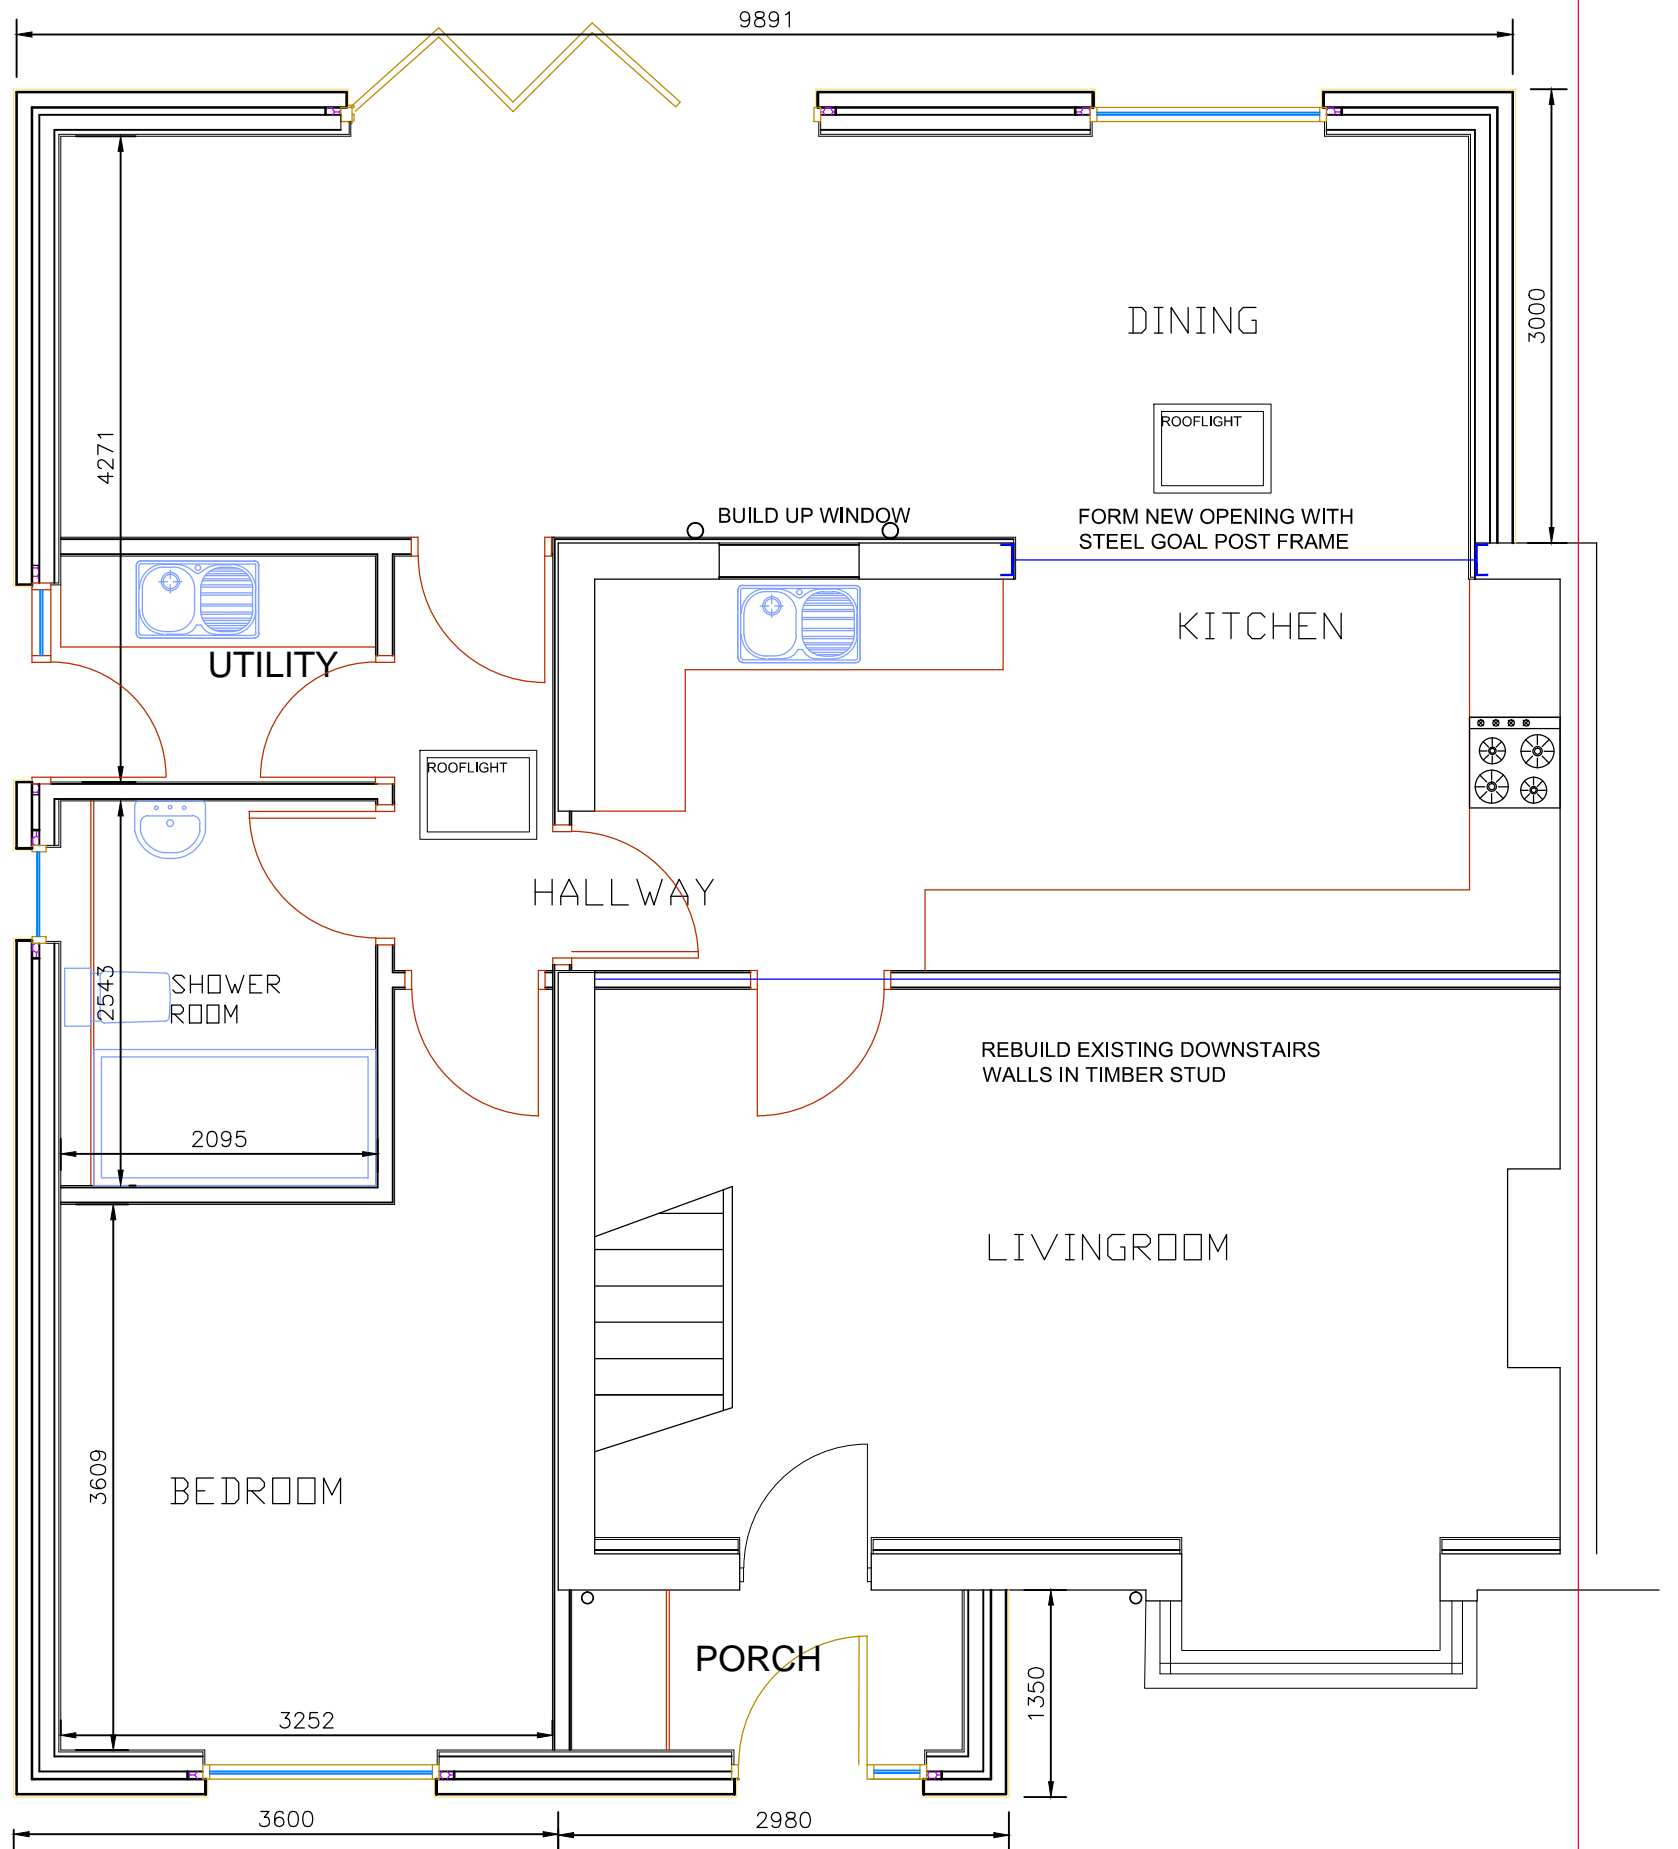 9891
3000
DINING
ROOFLIGHT
4271
BUILD UP WINDOW
FORM NEW OPENING WITH
STEEL GOAL POST FRAME
KITCHEN
UTILITY
ROOFLIGHT
HALLWAY
2543
SHOWER
ROOM
REBUILD EXISTING DOWNSTAIRS
WALLS IN TIMBER STUD
2095
LIVINGROOM
3609
BEDROOM
PORCH
1350
3252
3600
2980